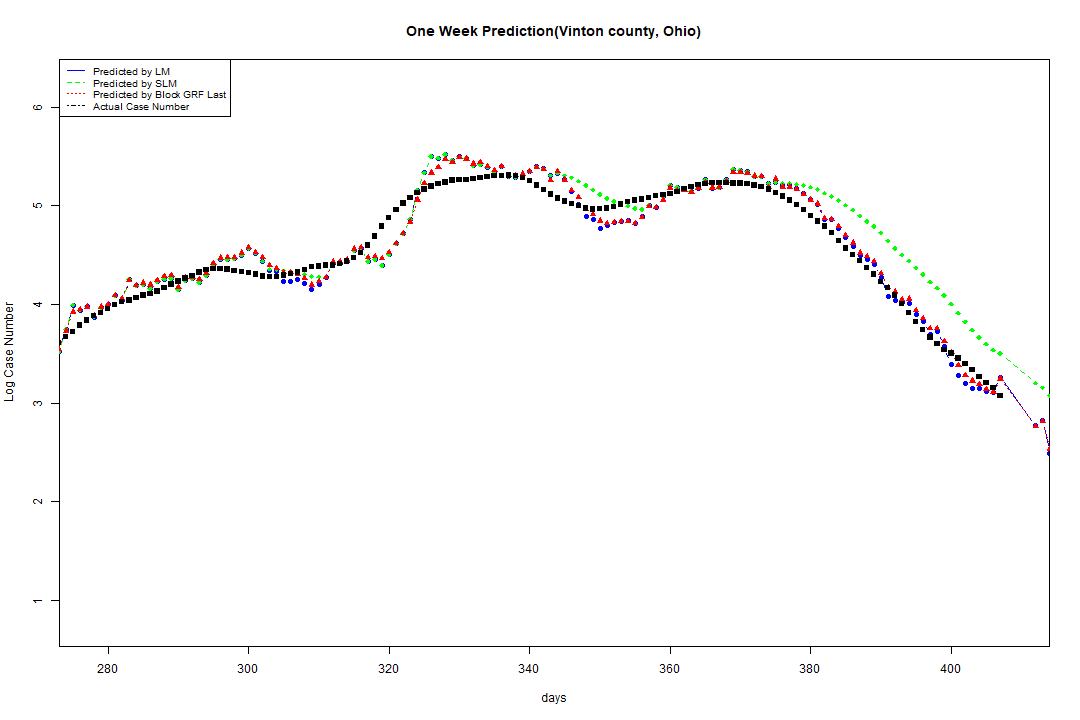 One Week Prediction(Vinton county, Ohio)
Predicted by LM
Predicted by SLM
Predicted by Block GRF Last
Actual Case Number
6
5
4
3
2
1
Log Case Number
280 300 320 340 360 380 400
days